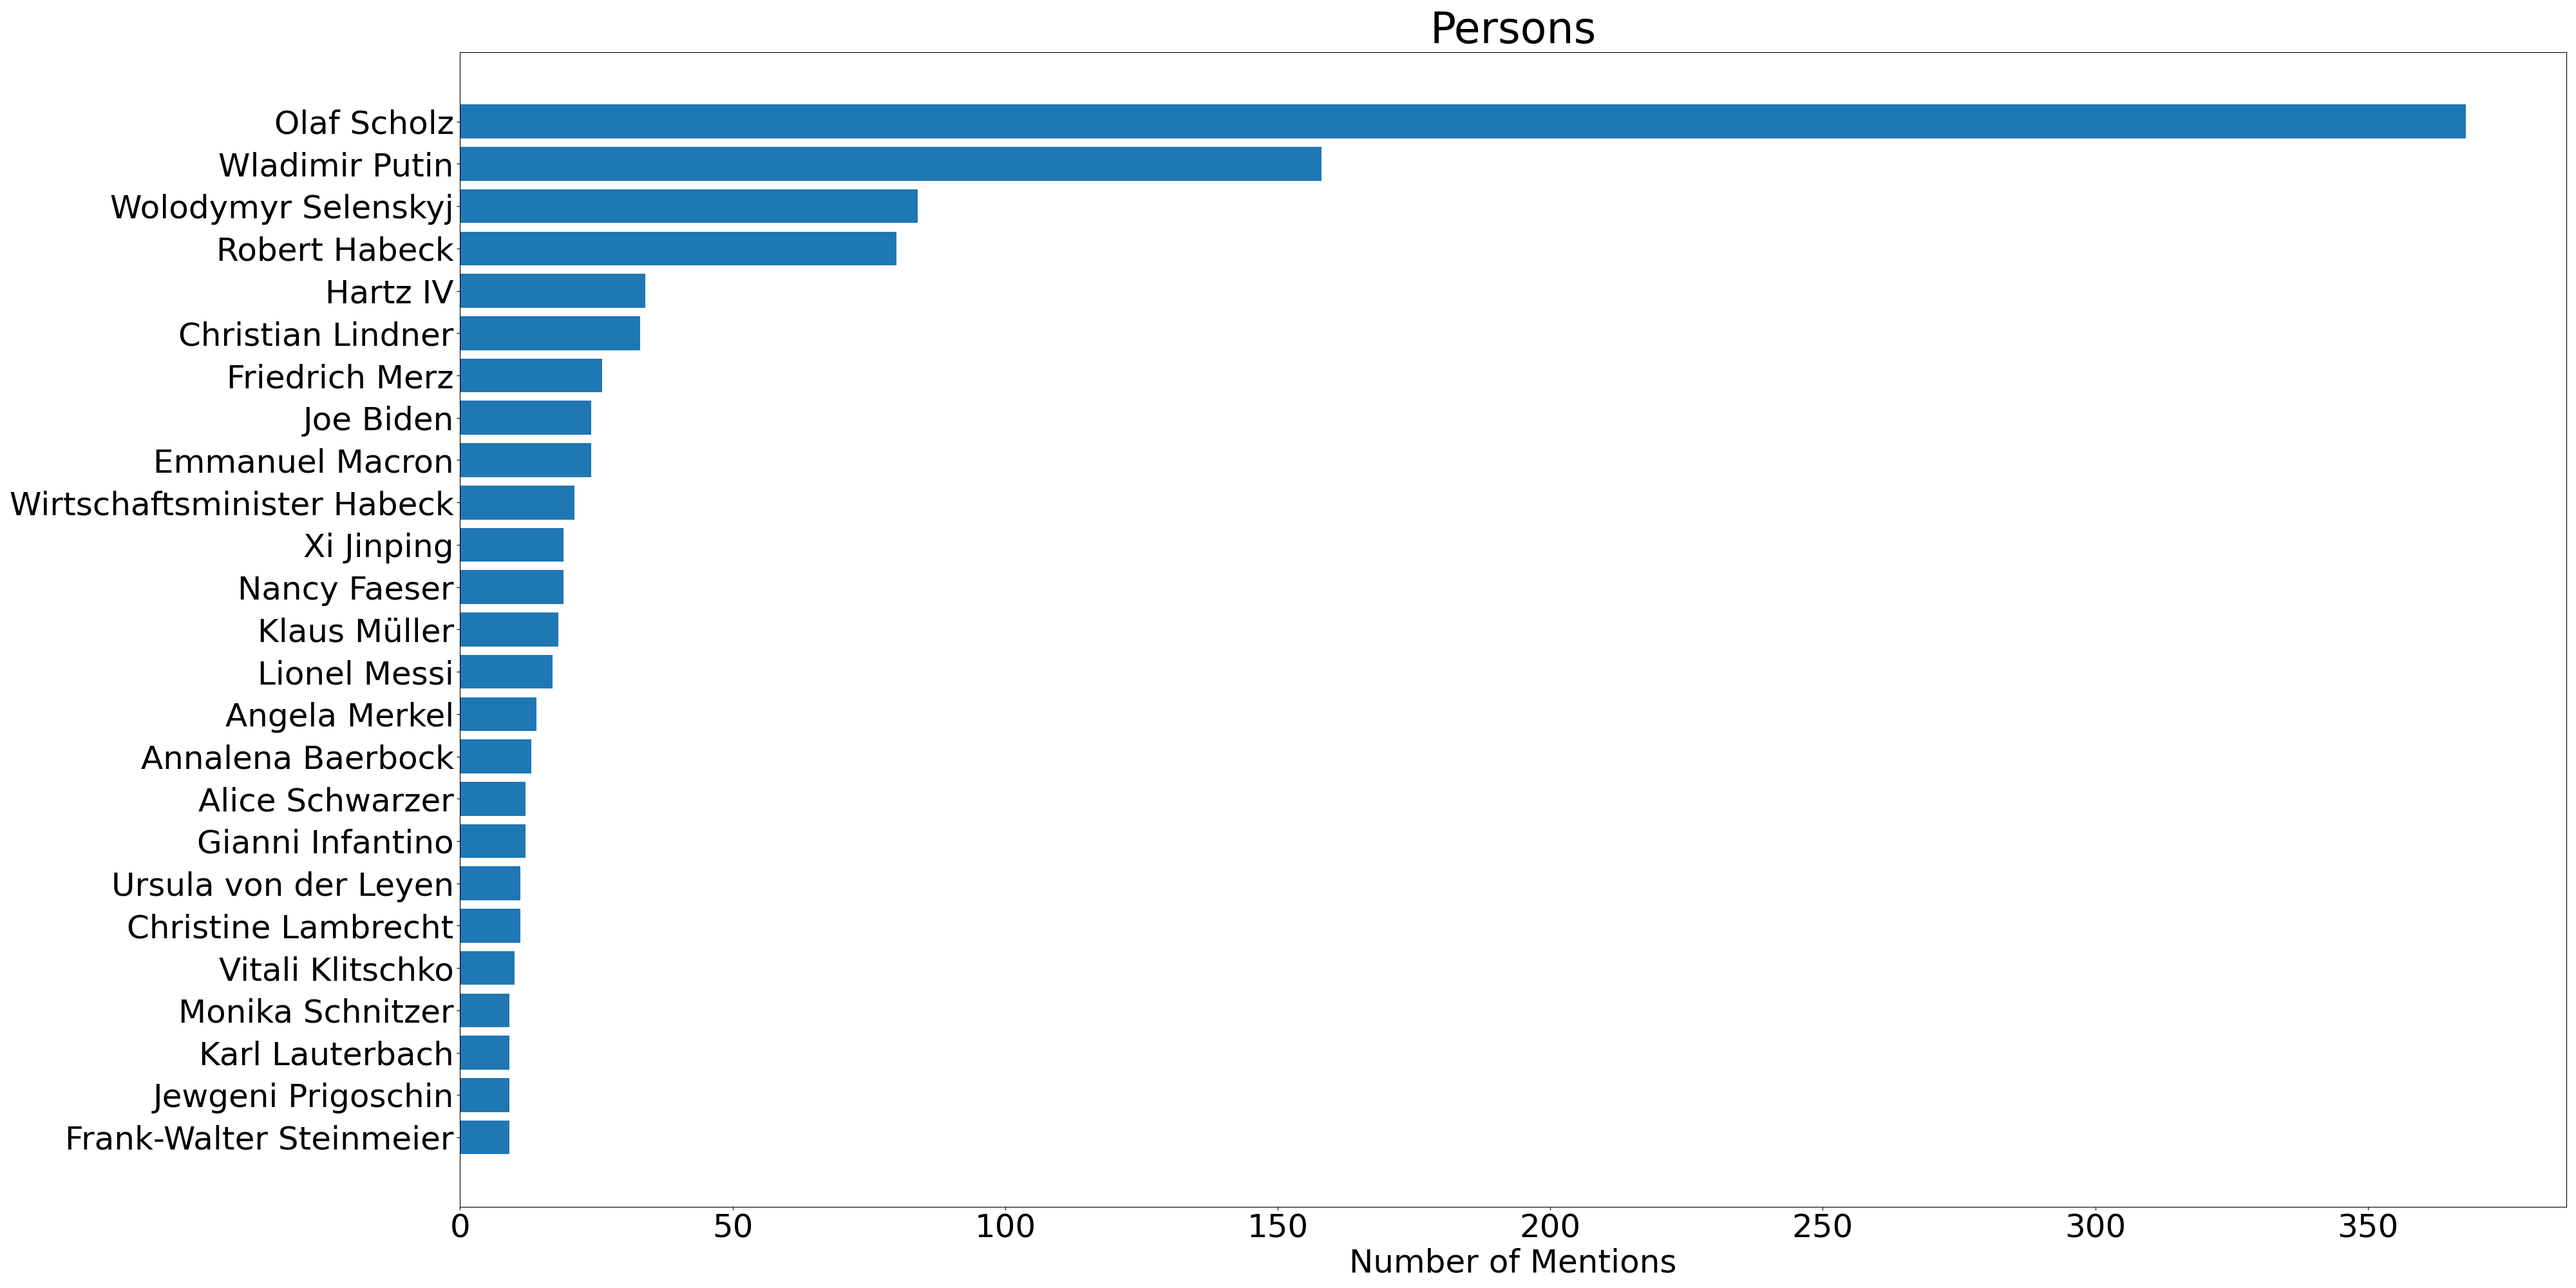 Persons
Olaf Scholz
Wladimir Putin
Wolodymyr Selenskyj
Robert Habeck
Hartz IV
Christian Lindner
Friedrich Merz
Joe Biden
Emmanuel Macron
Wirtschaftsminister Habeck
Xi Jinping
Nancy Faeser
Klaus Müller
Lionel Messi
Angela Merkel
Annalena Baerbock
Alice Schwarzer
Gianni Infantino
Ursula von der Leyen
Christine Lambrecht
Vitali Klitschko
Monika Schnitzer
Karl Lauterbach
Jewgeni Prigoschin
Frank-Walter Steinmeier
0 50 100 150 200 250 300 350
Number of Mentions